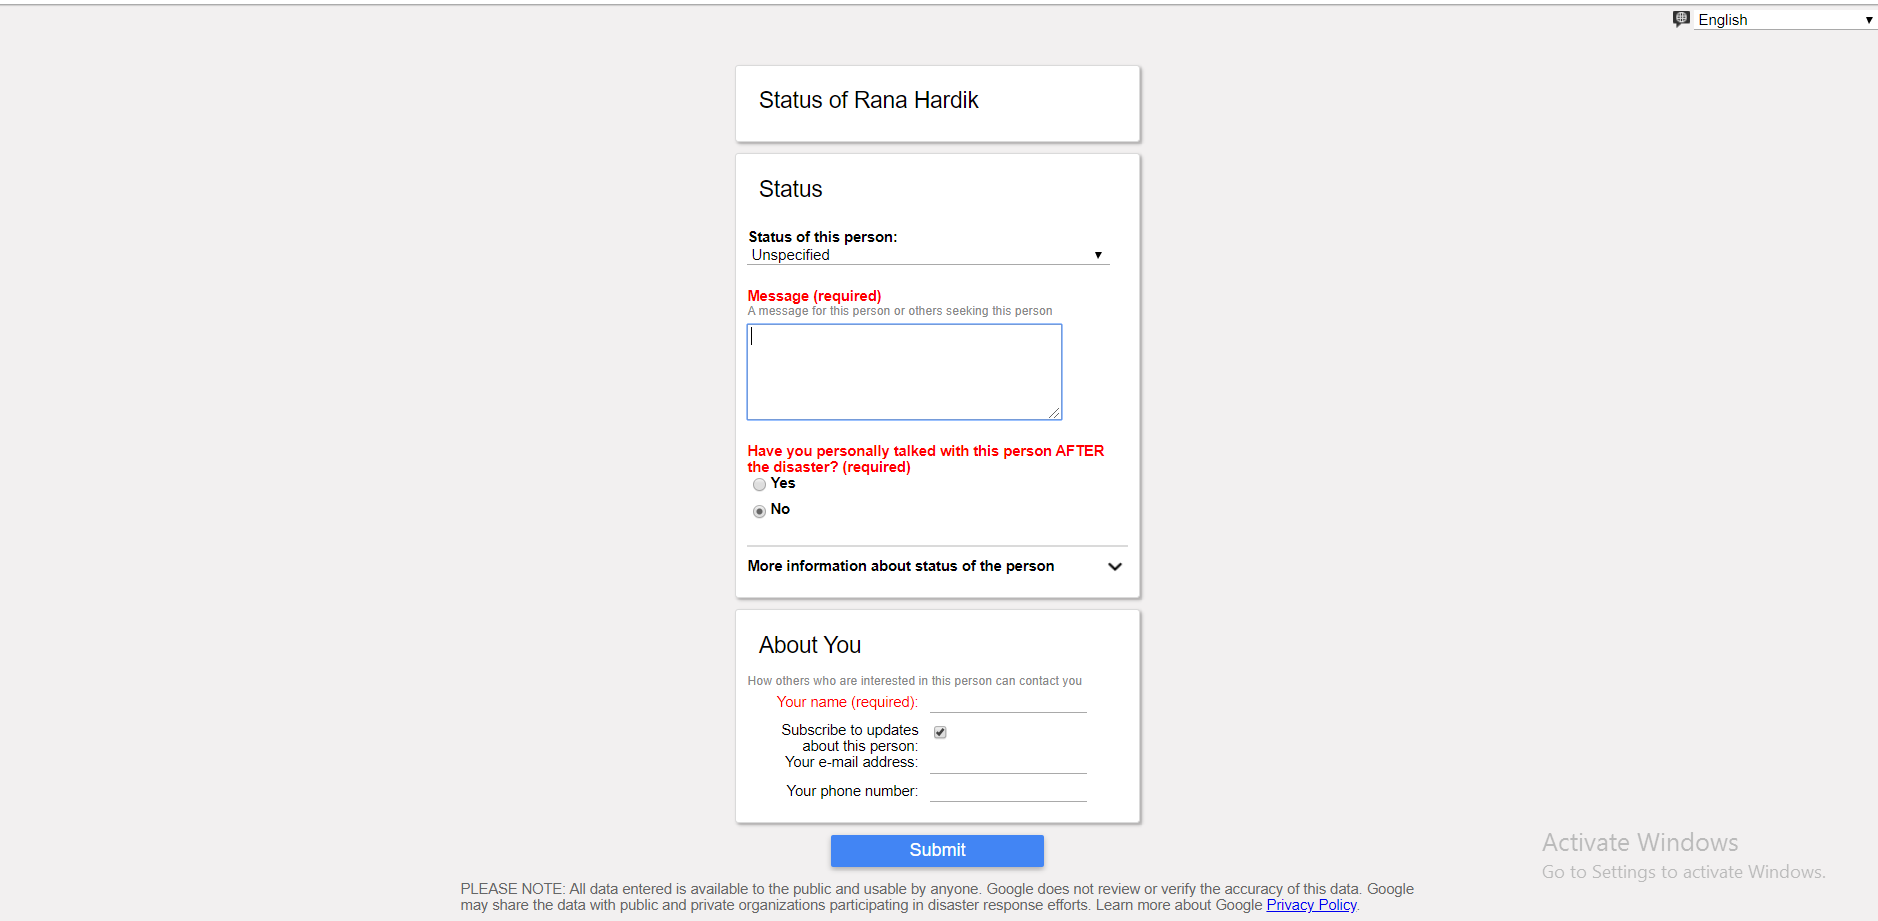 English
Status of Rana Hardik
Status
Status of this person:
Unspecified
Message (required)
A message for this person or others seeking this person
Have you personally talked with this person AFTER
the disaster? (required)
Yes
No
More information about status of the person
About You
How others who are interested in this person can contact you
Your name (required):
Subscribe to updates
about this person:
Your e-mail address:
Your phone number:
Submit
Activate Windows
Go to Settings to activate Windows.
PLEASE NOTE: All data entered is available to the public and usable by anyone. Google does not review or verify the accuracy of this data. Google
may share the data with public and private organizations participating in disaster response efforts. Learn more about Google Privacy Policy.